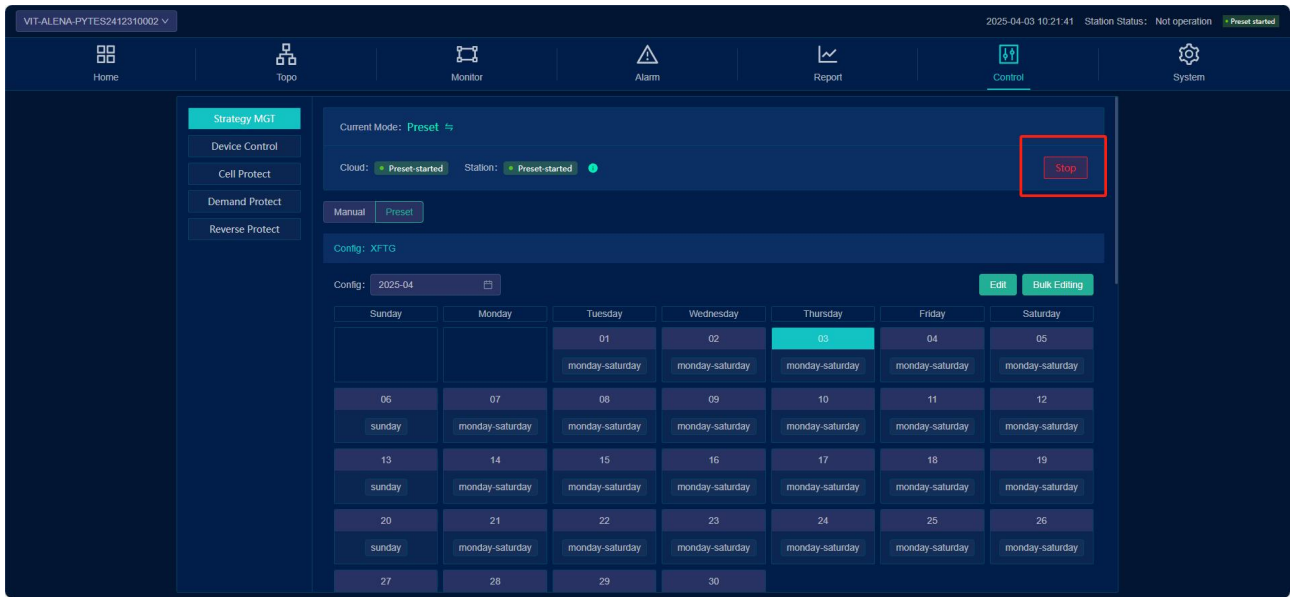 VIT-ALENA-PYTES2412310002 2025-04-03 10:21:41 Station Status: Not operation Preset started
Home Topo Monitor Alarm Report Control System
Strategy MGT
Device Control
Cell Protect
Demand Protect
Reverse Protect
Current Mode: Preset
Cloud: Preset-started Station: Preset-started Stop
Manual Preset
Config: XFTG
Config: 2025-04 Edit Bulk Editing
Sunday Monday Tuesday Wednesday Thursday Friday Saturday
01 02 03 04 05
monday-saturday monday-saturday monday-saturday monday-saturday monday-saturday
06 07 08 09 10 11 12
sunday monday-saturday monday-saturday monday-saturday monday-saturday monday-saturday monday-saturday
13 14 15 16 17 18 19
sunday monday-saturday monday-saturday monday-saturday monday-saturday monday-saturday monday-saturday
20 21 22 23 24 25 26
sunday monday-saturday monday-saturday monday-saturday monday-saturday monday-saturday monday-saturday
27 28 29 30